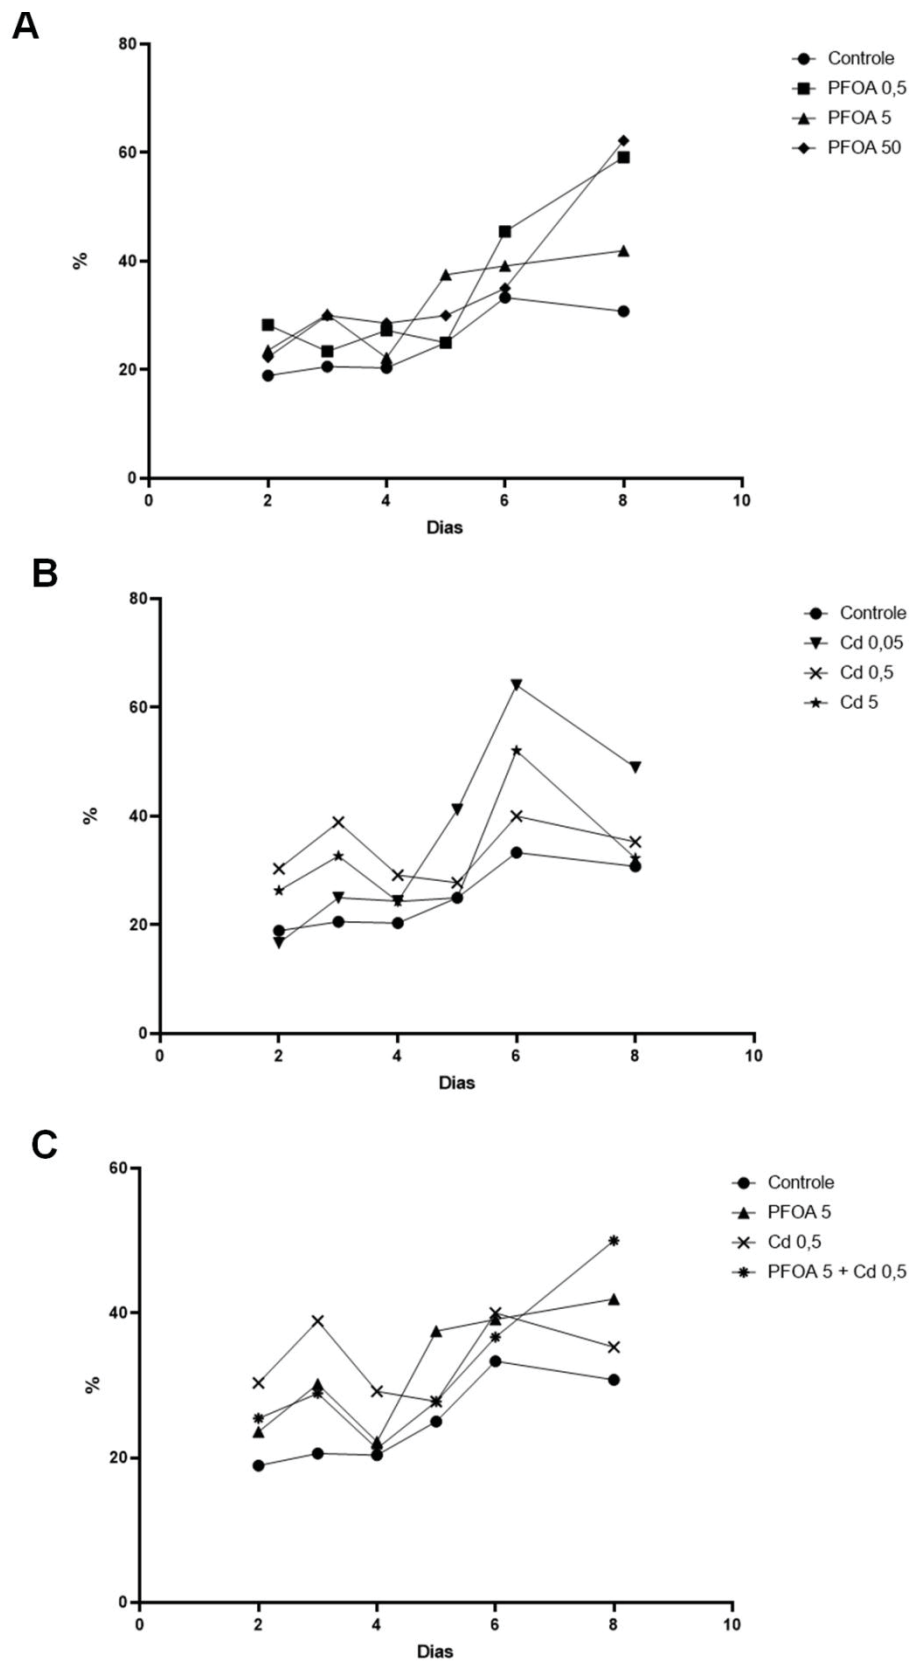 A
80
60
40
20
0
%
0 2 4 6 8 10
Dias
Controle
PFOA 0,5
PFOA 5
PFOA 50
B
80
60
40
20
0
%
0 2 4 6 8 10
Dias
Controle
Cd 0,05
Cd 0,5
Cd 5
C
60
40
20
0
%
0 2 4 6 8 10
Dias
Controle
PFOA 5
Cd 0,5
PFOA 5 + Cd 0,5